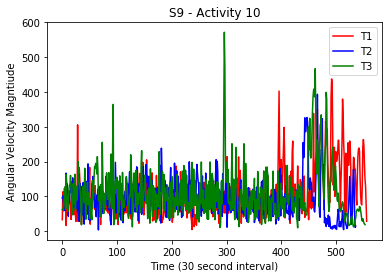 S9 - Activity 10
T1
T2
T3
Angular Velocity Magntiude
600
500
400
300
200
100
0
0 100 200 300 400 500
Time (30 second interval)